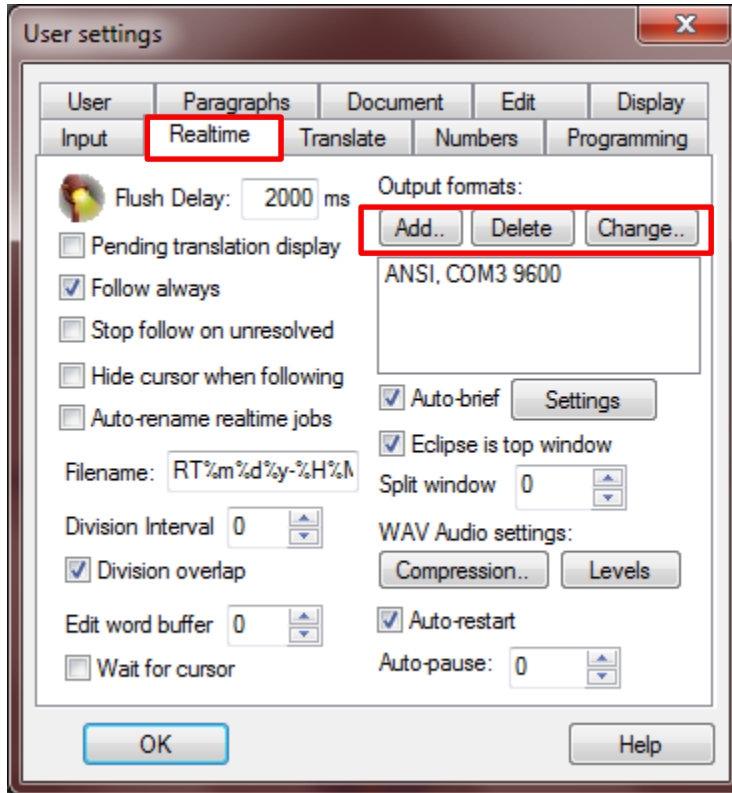 User settings
User Paragraphs Document Edit Display
Input Realtime Translate Numbers Programming
Flush Delay: 2000 ms
Pending translation display
Follow always
Stop follow on unresolved
Hide cursor when following
Auto-rename realtime jobs
Filename: RT%m%d%y-%H%M
Division Interval 0
Division overlap
Edit word buffer 0
Wait for cursor
Output formats:
Add.. Delete Change..
ANSI, COM3 9600
Auto-brief Settings
Eclipse is top window
Split window 0
WAV Audio settings:
Compression.. Levels
Auto-restart
Auto-pause: 0
OK Help